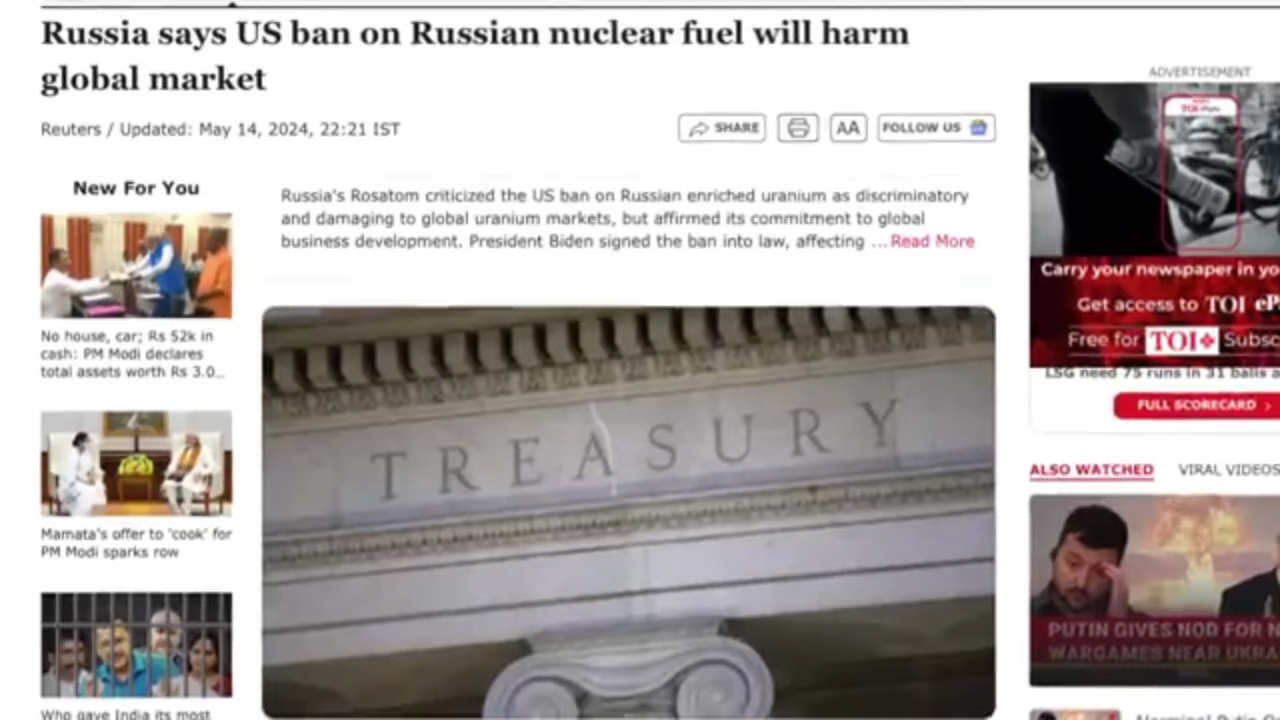 Russia says US ban on Russian nuclear fuel will harm
global market
Reuters / Updated: May 14, 2024, 22:21 IST
SHARE
AA
FOLLOW US
New For You
No house, car; Rs 52k in
cash: PM Modi declares
total assets worth Rs 3.0...
Mamata's offer to 'cook' for
PM Modi sparks row
Who gave India its most
Russia's Rosatom criticized the US ban on Russian enriched uranium as discriminatory
and damaging to global uranium markets, but affirmed its commitment to global
business development. President Biden signed the ban into law, affecting ... Read More
TREASURY
ADVERTISEMENT
Carry your newspaper in yo
Get access to TOI eP
Free for TOI+ Subsc
LSG need 75 runs in 31 balls a
FULL SCORECARD >
ALSO WATCHED
VIRAL VIDEOS
PUTIN GIVES NOD FOR N
WARGAMES NEAR UKRA